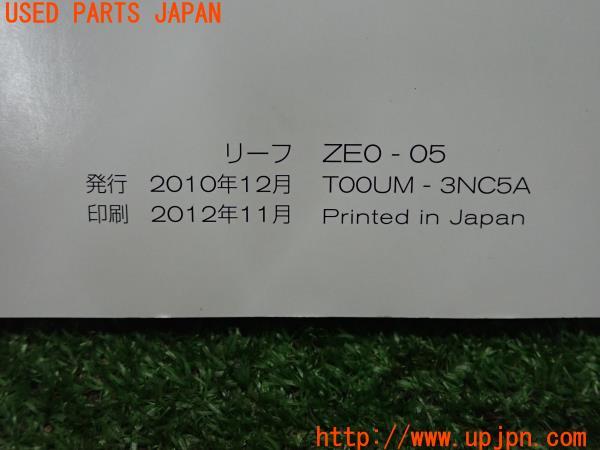 USED PARTS JAPAN
リーフ ZE0 - 05
発行 2010年12月 T00UM - 3NC5A
印刷 2012年11月 Printed in Japan
http://www.upjpn.com